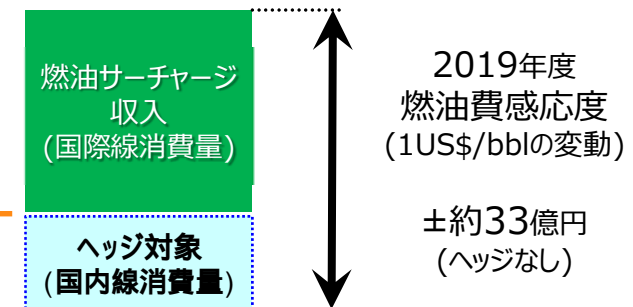 燃油サーチャージ
収入
(国際線消費量)
ヘッジ対象
(国内線消費量)
2019年度
燃油費感応度
(1US$/bblの変動)
±約33億円
(ヘッジなし)